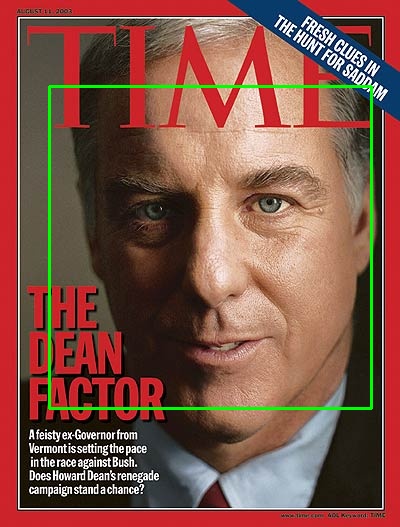 AUGUST 11, 2003
FRESH CLUES IN
THE HUNT FOR SADDAM
TIME
THE
DEAN
FACTOR
A feisty ex-Governor from
Vermont is setting the pace
in the race against Bush.
Does Howard Dean's renegade
campaign stand a chance?
www.time.com AOL Keyword: TIME